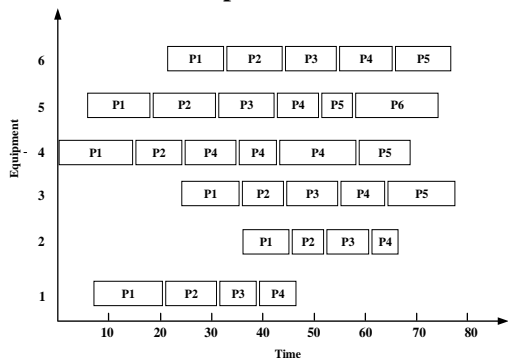 6 P1 P2 P3 P4 P5
5 P1 P2 P3 P4 P5 P6
Equipment
4 P1 P2 P4 P4 P4 P5
3 P1 P2 P3 P4 P5
2 P1 P2 P3 P4
1 P1 P2 P3 P4
10 20 30 40 50 60 70 80
Time